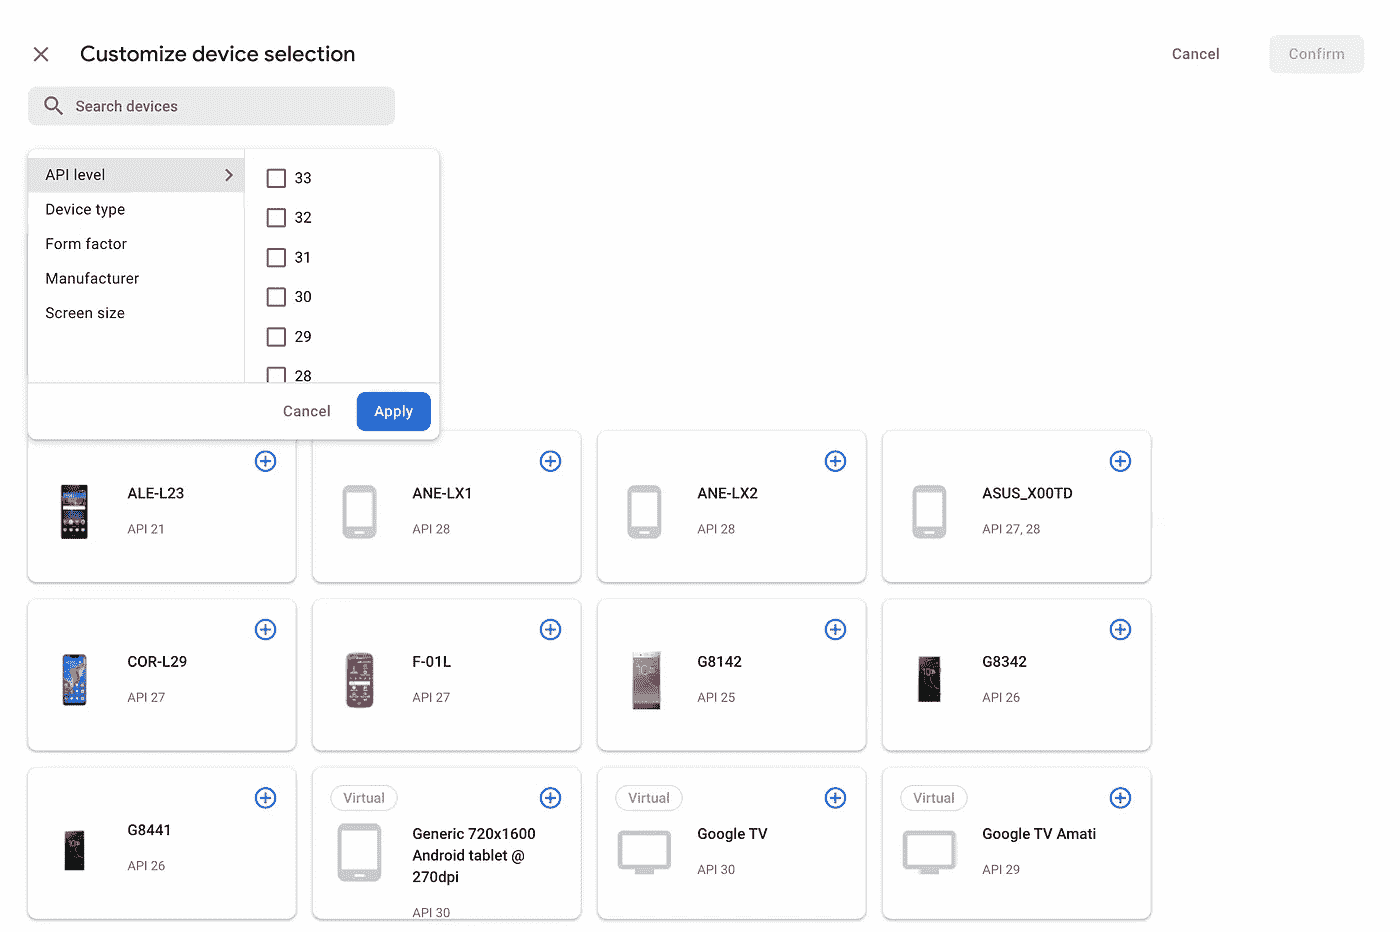 Customize device selection
Cancel
Confirm
Search devices
API level
Device type
Form factor
Manufacturer
Screen size
33
32
31
30
29
28
Cancel
Apply
ALE-L23
API 21
ANE-LX1
API 28
ANE-LX2
API 28
ASUS_X00TD
API 27, 28
COR-L29
API 27
F-01L
API 27
G8142
API 25
G8342
API 26
G8441
API 26
Virtual
Generic 720x1600
Android tablet @
270dpi
API 30
Virtual
Google TV
API 30
Virtual
Google TV Amati
API 29